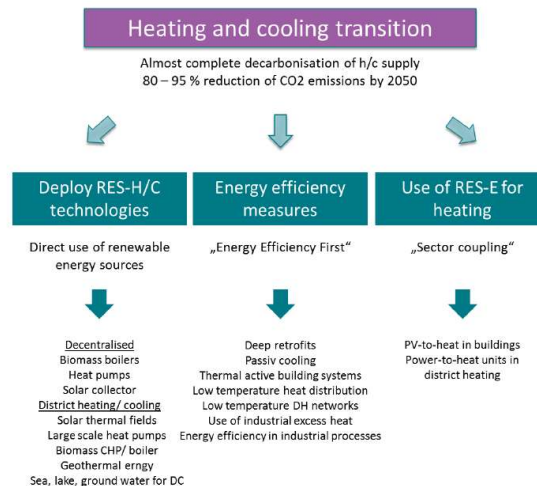 Heating and cooling transition
Almost complete decarbonisation of h/c supply
80 – 95 % reduction of CO2 emissions by 2050
Deploy RES-H/C
technologies
Direct use of renewable
energy sources
Decentralised
Biomass boilers
Heat pumps
Solar collector
District heating/ cooling
Solar thermal fields
Large scale heat pumps
Biomass CHP/ boiler
Geothermal erngy
Sea, lake, ground water for DC
Energy efficiency
measures
„Energy Efficiency First“
Deep retrofits
Passiv cooling
Thermal active building systems
Low temperature heat distribution
Low temperature DH networks
Use of industrial excess heat
Energy efficiency in industrial processes
Use of RES-E for
heating
„Sector coupling“
PV-to-heat in buildings
Power-to-heat units in
district heating